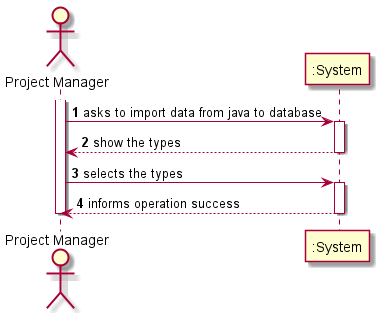 Project Manager
:System
1 asks to import data from java to database
2 show the types
3 selects the types
4 informs operation success
Project Manager
:System